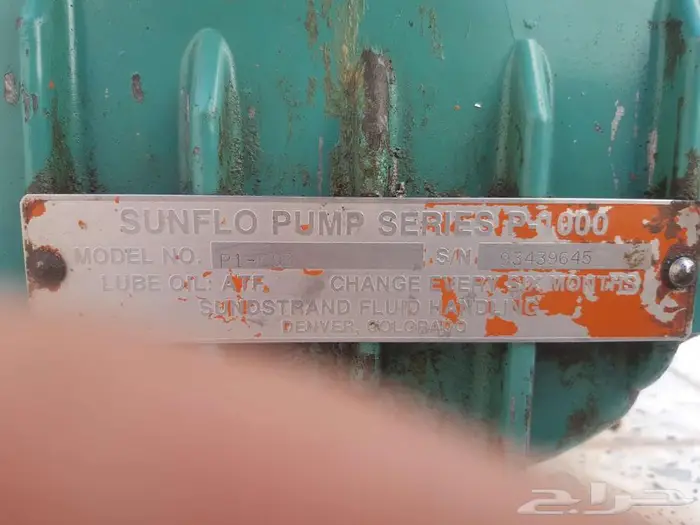 SUNFLO PUMP SERIES P-1000
MODEL NO. S/N 93439645
LUBE OIL: ATF CHANGE EVERY SIX MONTHS
SUNDSTRAND FLUID HANDLING
DENVER, COLORADO
حراج